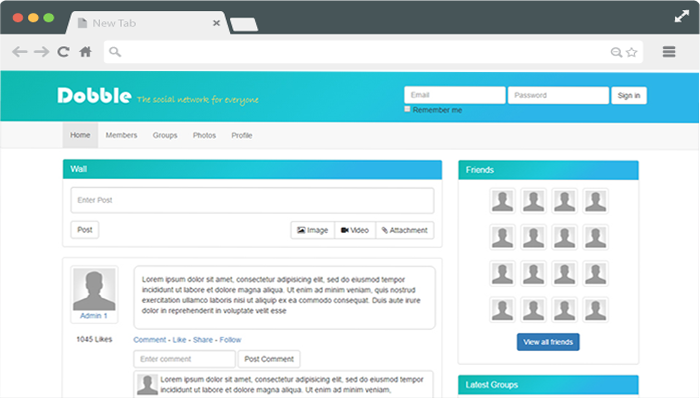 New Tab
Dobble The social network for everyone
Email Password Sign in
Remember me
Home Members Groups Photos Profile
Wall
Enter Post
Post Image Video Attachment
Lorem ipsum dolor sit amet, consectetur adipisicing elit, sed do eiusmod tempor
incididunt ut labore et dolore magna aliqua. Ut enim ad minim veniam, quis nostrud
exercitation ullamco laboris nisi ut aliquip ex ea commodo consequat. Duis aute irure
dolor in reprehenderit in voluptate velit esse
Admin 1
1045 Likes Comment - Like - Share - Follow
Enter comment Post Comment
Lorem ipsum dolor sit amet, consectetur adipisicing elit, sed do eiusmod
tempor incididunt ut labore et dolore magna aliqua. Ut enim ad minim veniam,
Friends
View all friends
Latest Groups